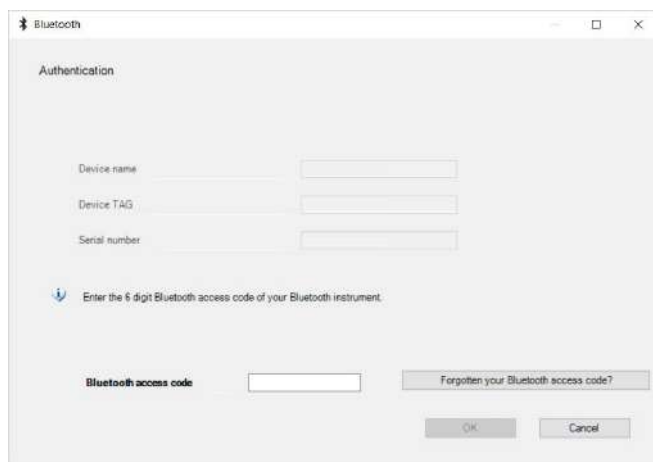 Bluetooth
Authentication
Device name
Device TAG
Serial number
Enter the 6 digit Bluetooth access code of your Bluetooth instrument.
Bluetooth access code
Forgotten your Bluetooth access code?
OK
Cancel